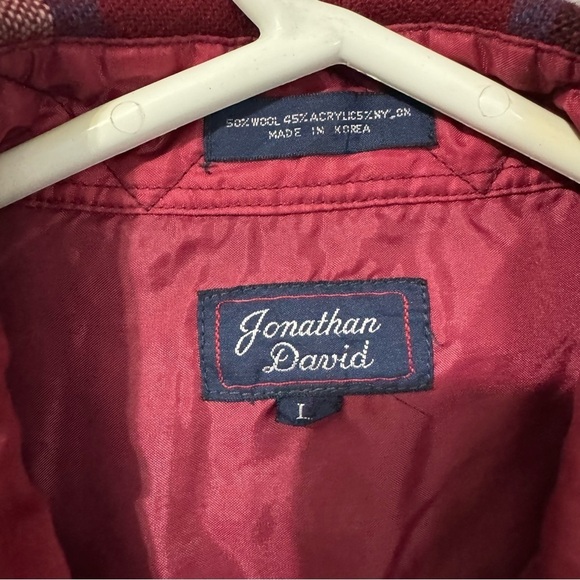 50%WOOL 45%ACRYLIC5%NYLON
MADE IN KOREA
Jonathan
David
L